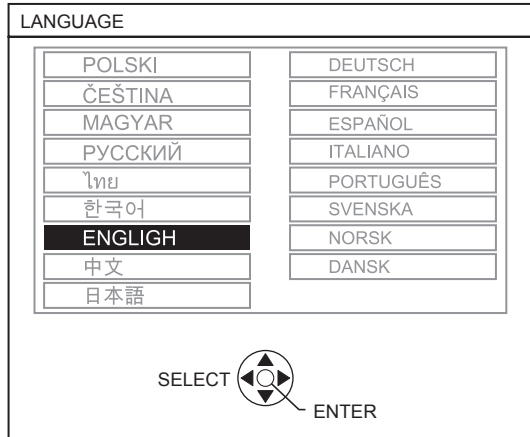 LANGUAGE
POLSKI
ČEŠTINA
MAGYAR
РУССКИЙ
ไทย
한국어
ENGLIGH
中文
日本語
DEUTSCH
FRANÇAIS
ESPAÑOL
ITALIANO
PORTUGUÊS
SVENSKA
NORSK
DANSK
SELECT
ENTER